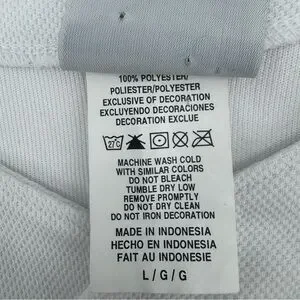 100% POLYESTER/
POLIESTER/POLYESTER
EXCLUSIVE OF DECORATION
EXCLUYENDO DECORACIONES
DECORATION EXCLUE
27C
MACHINE WASH COLD
WITH SIMILAR COLORS
DO NOT BLEACH
TUMBLE DRY LOW
REMOVE PROMPTLY
DO NOT DRY CLEAN
DO NOT IRON DECORATION
MADE IN INDONESIA
HECHO EN INDONESIA
FAIT AU INDONESIE
L / G / G